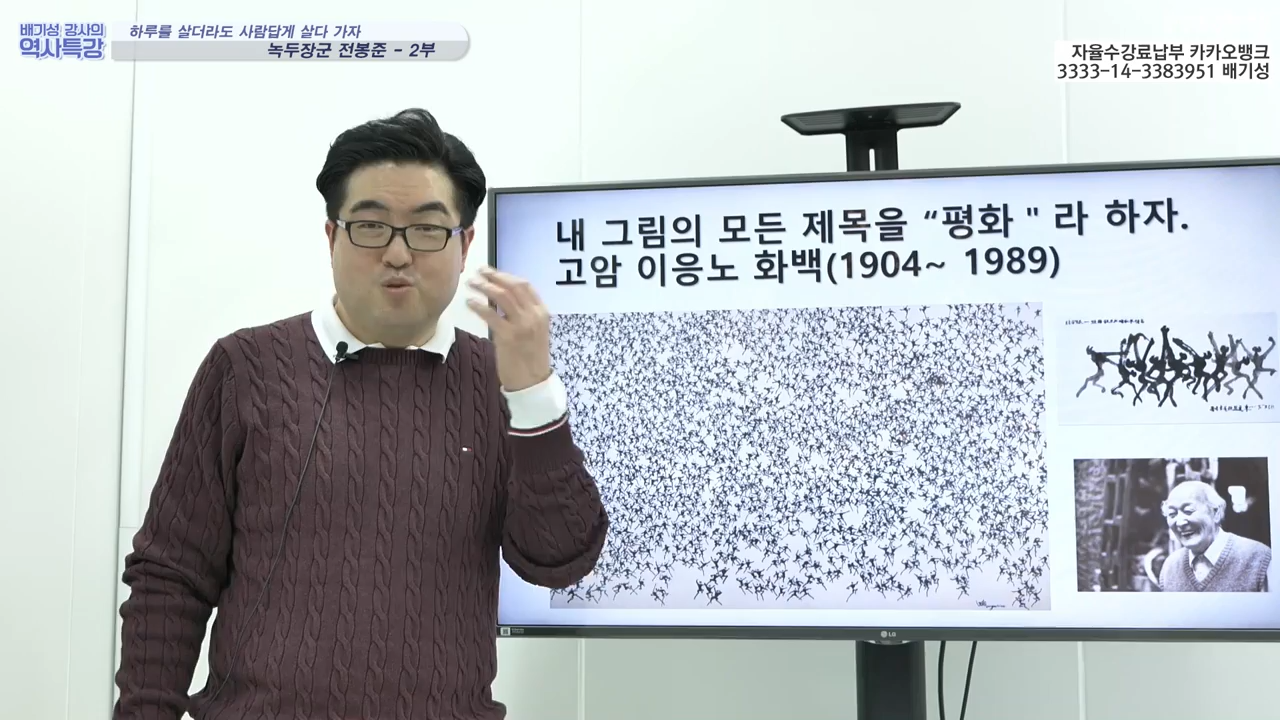 배기성 강사의
역사특강
하루를 살더라도 사람답게 살다 가자
녹두장군 전봉준 - 2부
자율수강료납부 카카오뱅크
3333-14-3383951 배기성
내 그림의 모든 제목을 “평화" 라 하자.
고암 이응노 화백(1904~ 1989)
LG